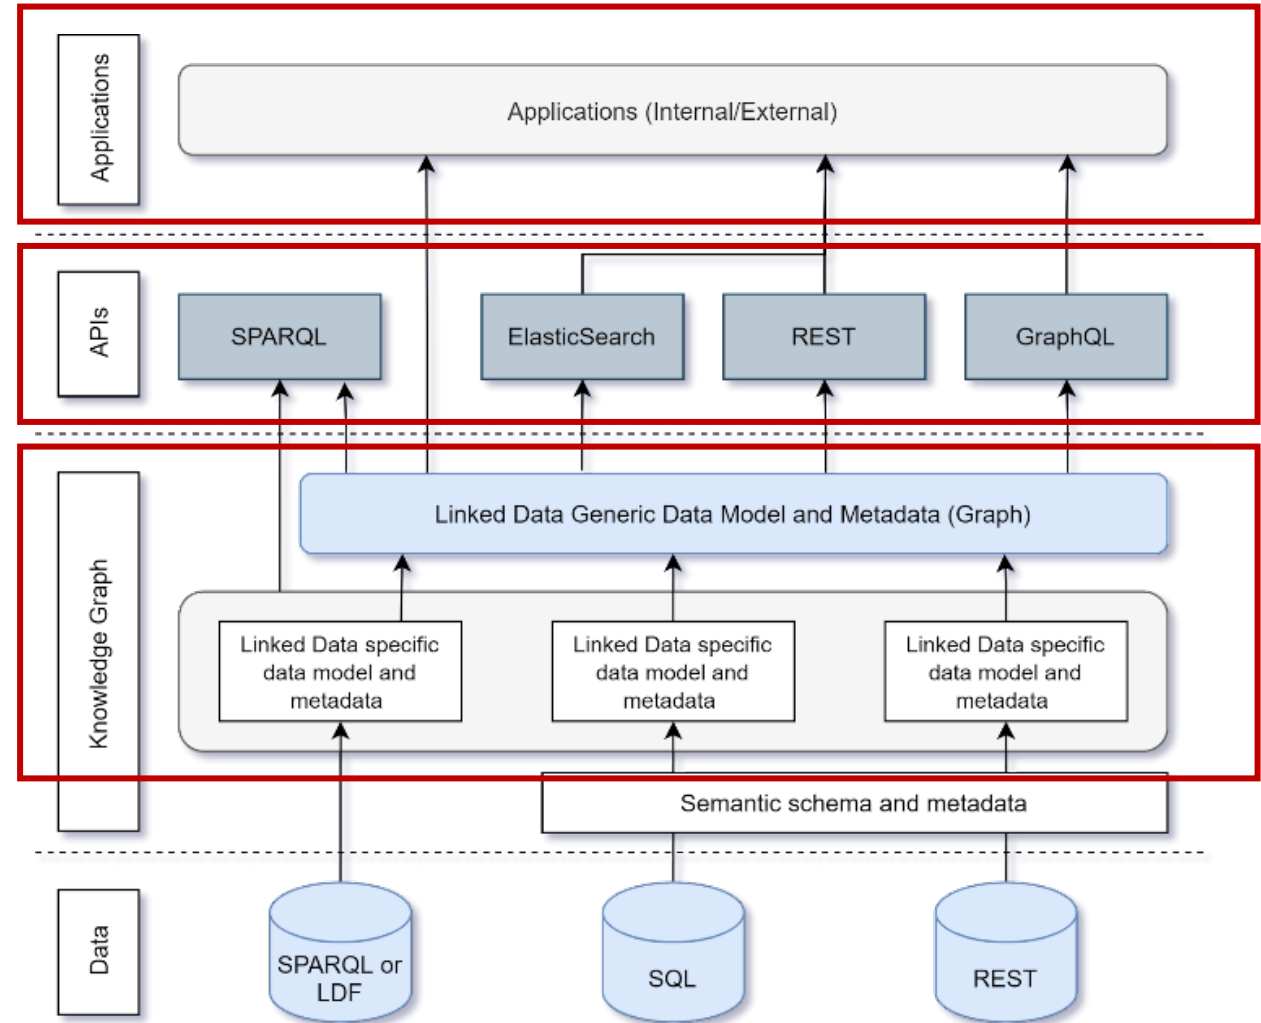 Applications
Applications (Internal/External)
APIs
SPARQL
ElasticSearch
REST
GraphQL
Knowledge Graph
Linked Data Generic Data Model and Metadata (Graph)
Linked Data specific
data model and
metadata
Linked Data specific
data model and
metadata
Linked Data specific
data model and
metadata
Semantic schema and metadata
Data
SPARQL or
LDF
SQL
REST